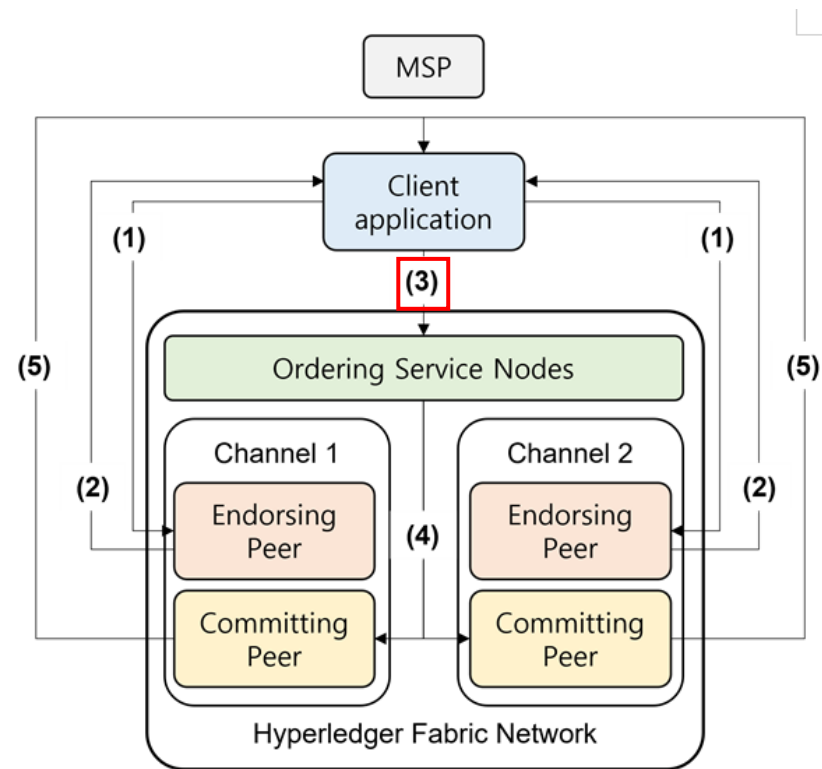 MSP
Client
application
(1)
(1)
(3)
(5)
(5)
Ordering Service Nodes
Channel 1
Channel 2
(2)
(2)
Endorsing
Peer
(4)
Endorsing
Peer
Committing
Peer
Committing
Peer
Hyperledger Fabric Network